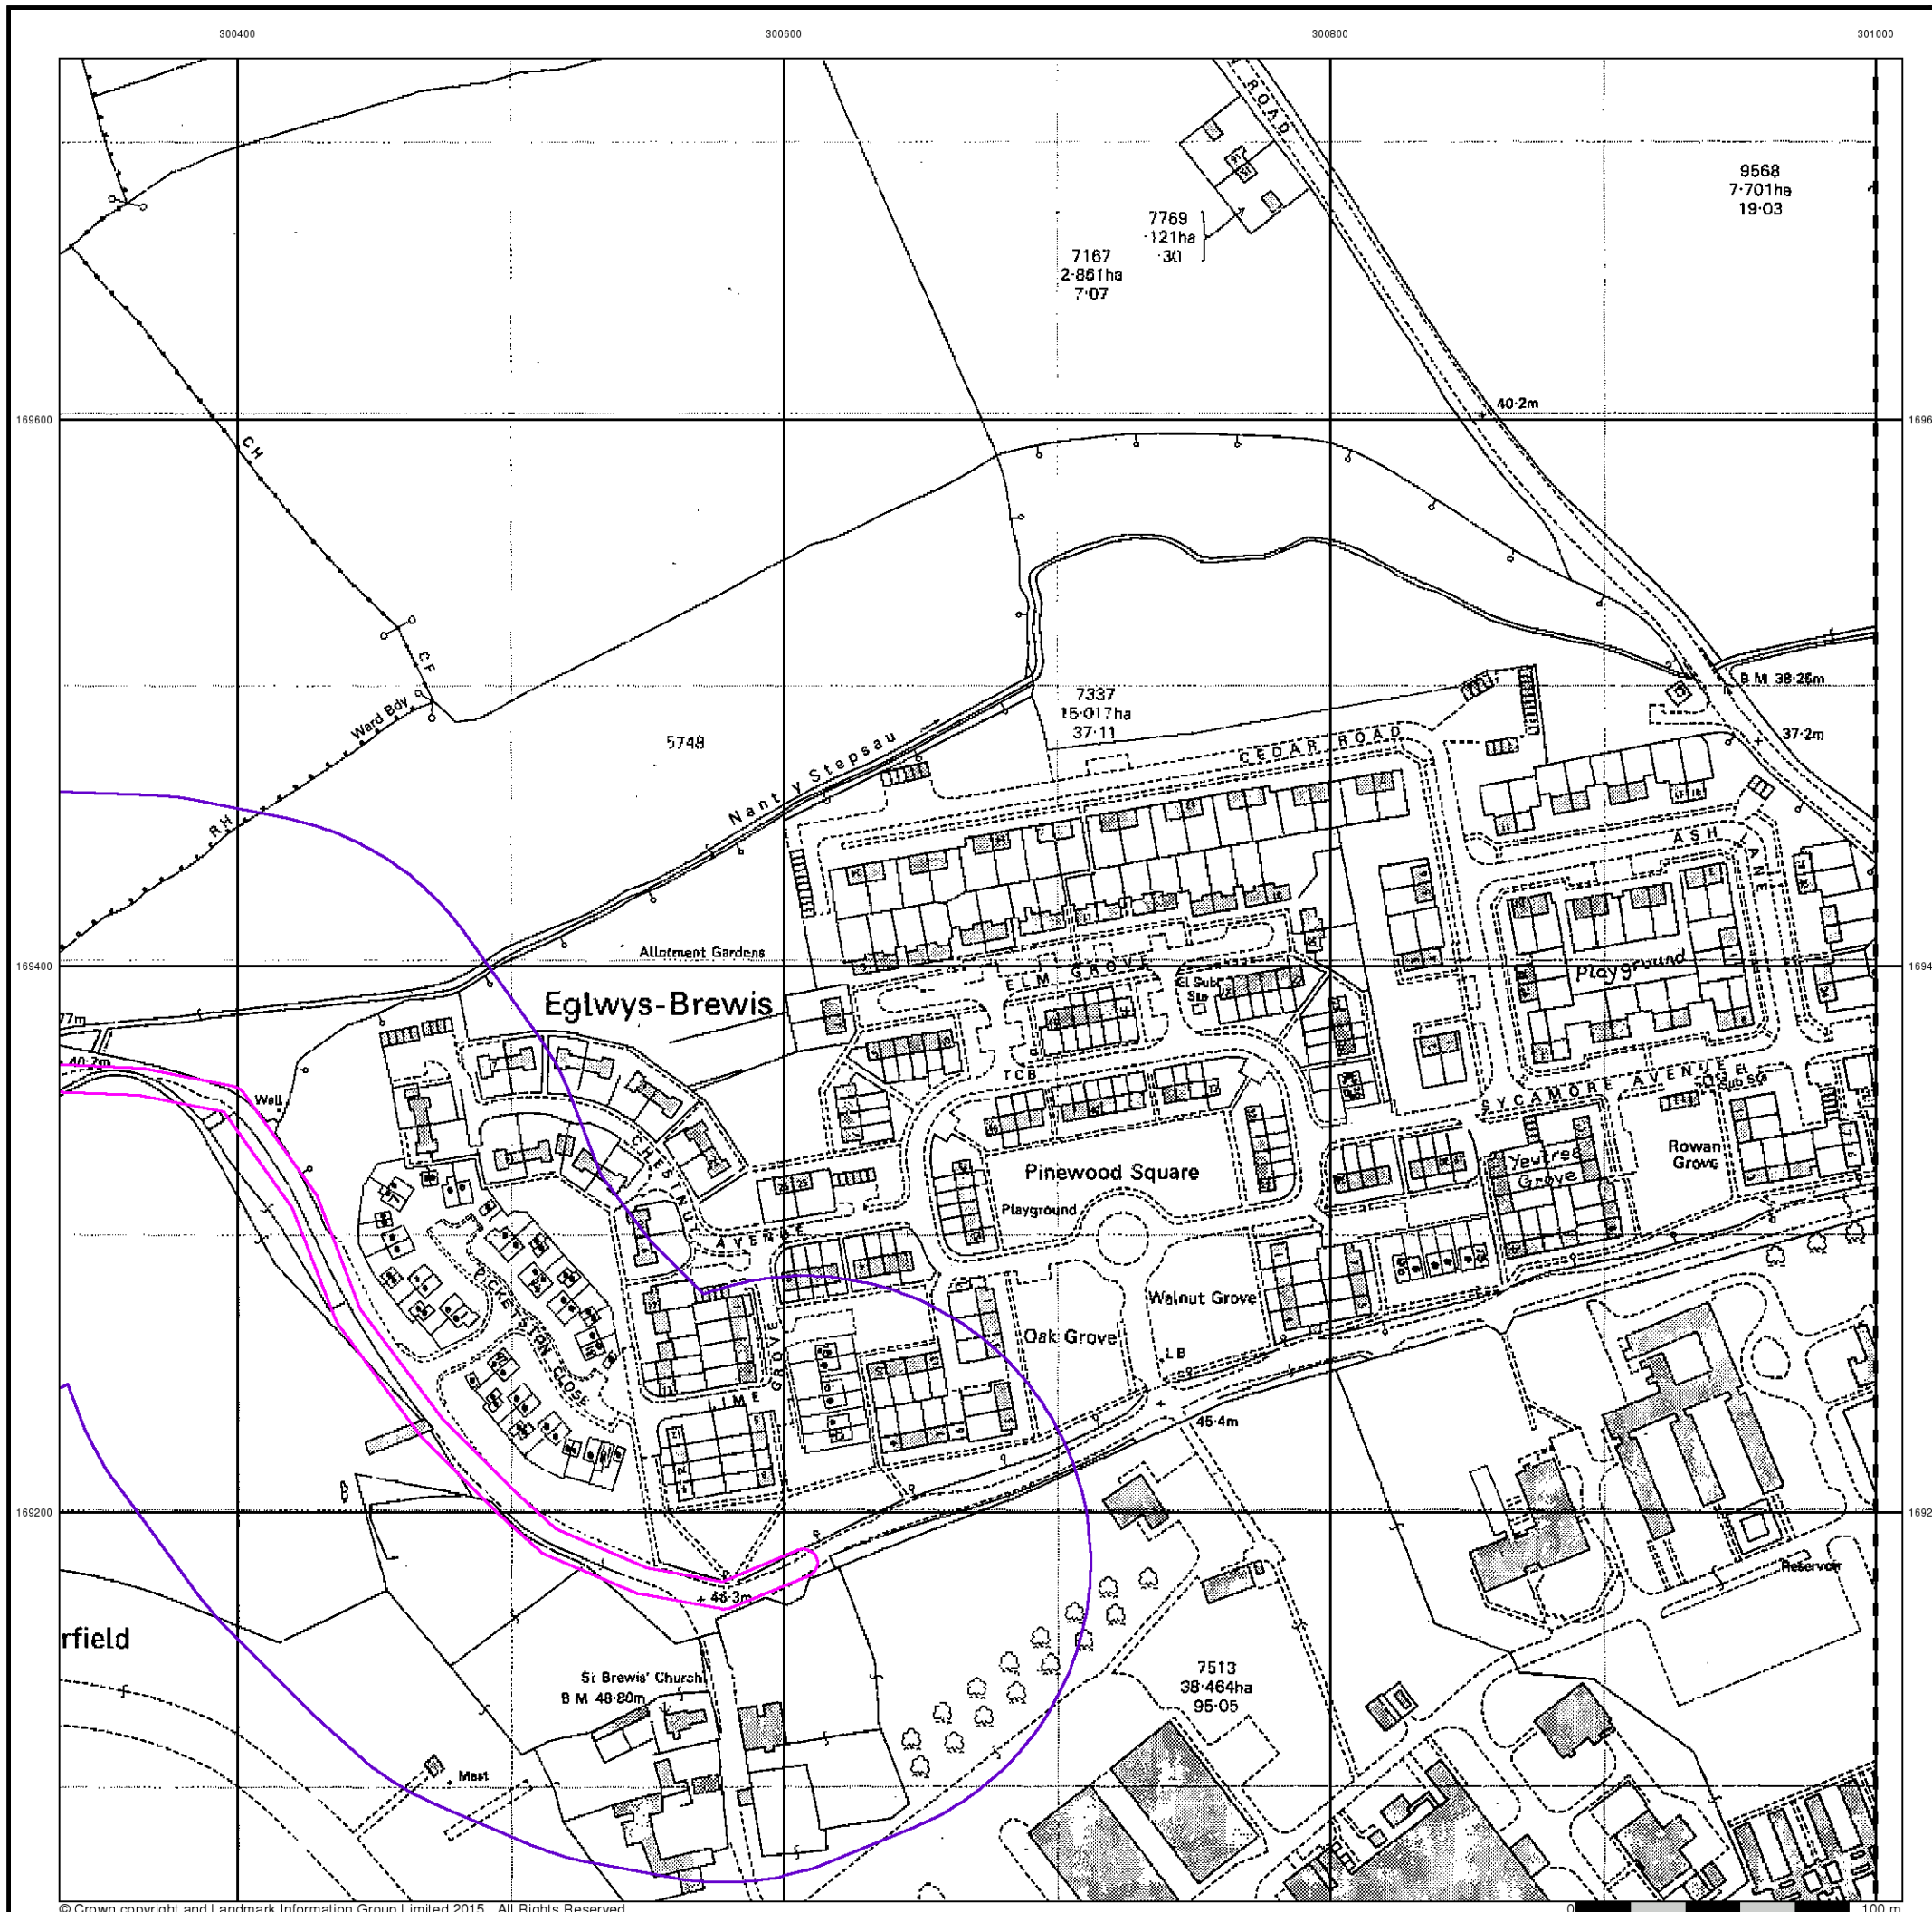 300400
300600
300800
301000
ROAD
9568
7·701ha
19·03
7769
·121ha
·30
7167
2·861ha
7·07
40·2m
169600
1696
CH
CF
Ward Bdy
RH
5748
7337
15·017ha
37·11
B M 38·25m
37·2m
CEDAR ROAD
Nant y Stepsau
ASH LANE
Allotment Gardens
169400
1694
ELM GROVE
El Sub Sta
Playground
Eglwys-Brewis
77m
40·7m
Well
TCB
SYCAMORE AVENUE
El Sub Sta
CHESTNUT AVENUE
Pinewood Square
Playground
Yewtree Grove
Rowan Grove
PICKETSTON CLOSE
Walnut Grove
Oak Grove
LB
LIME GROVE
45·4m
169200
1692
Reservoir
46·3m
rfield
St Brewis' Church
B M 48·80m
7513
38·464ha
95·05
Mast
© Crown copyright and Landmark Information Group Limited 2015. All Rights Reserved.
0
100 m